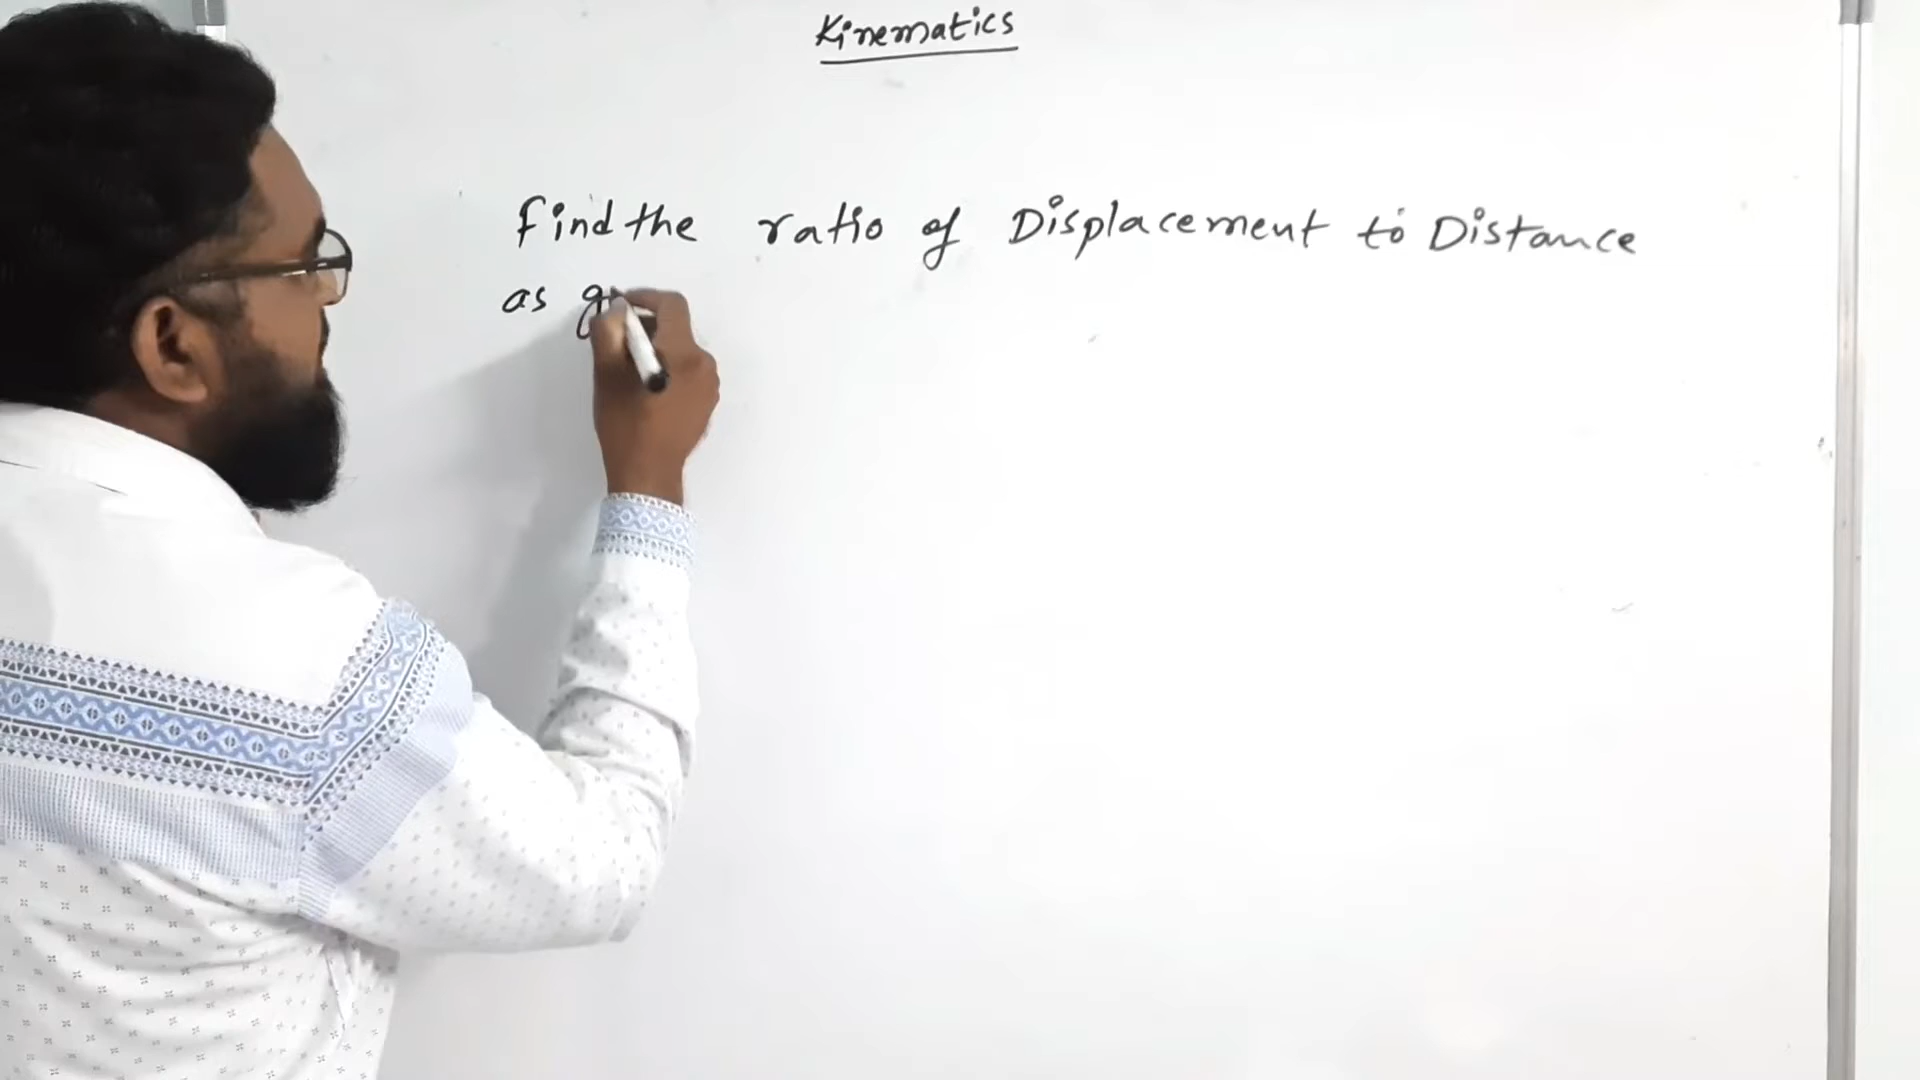 Kinematics
Find the ratio of Displacement to Distance
as